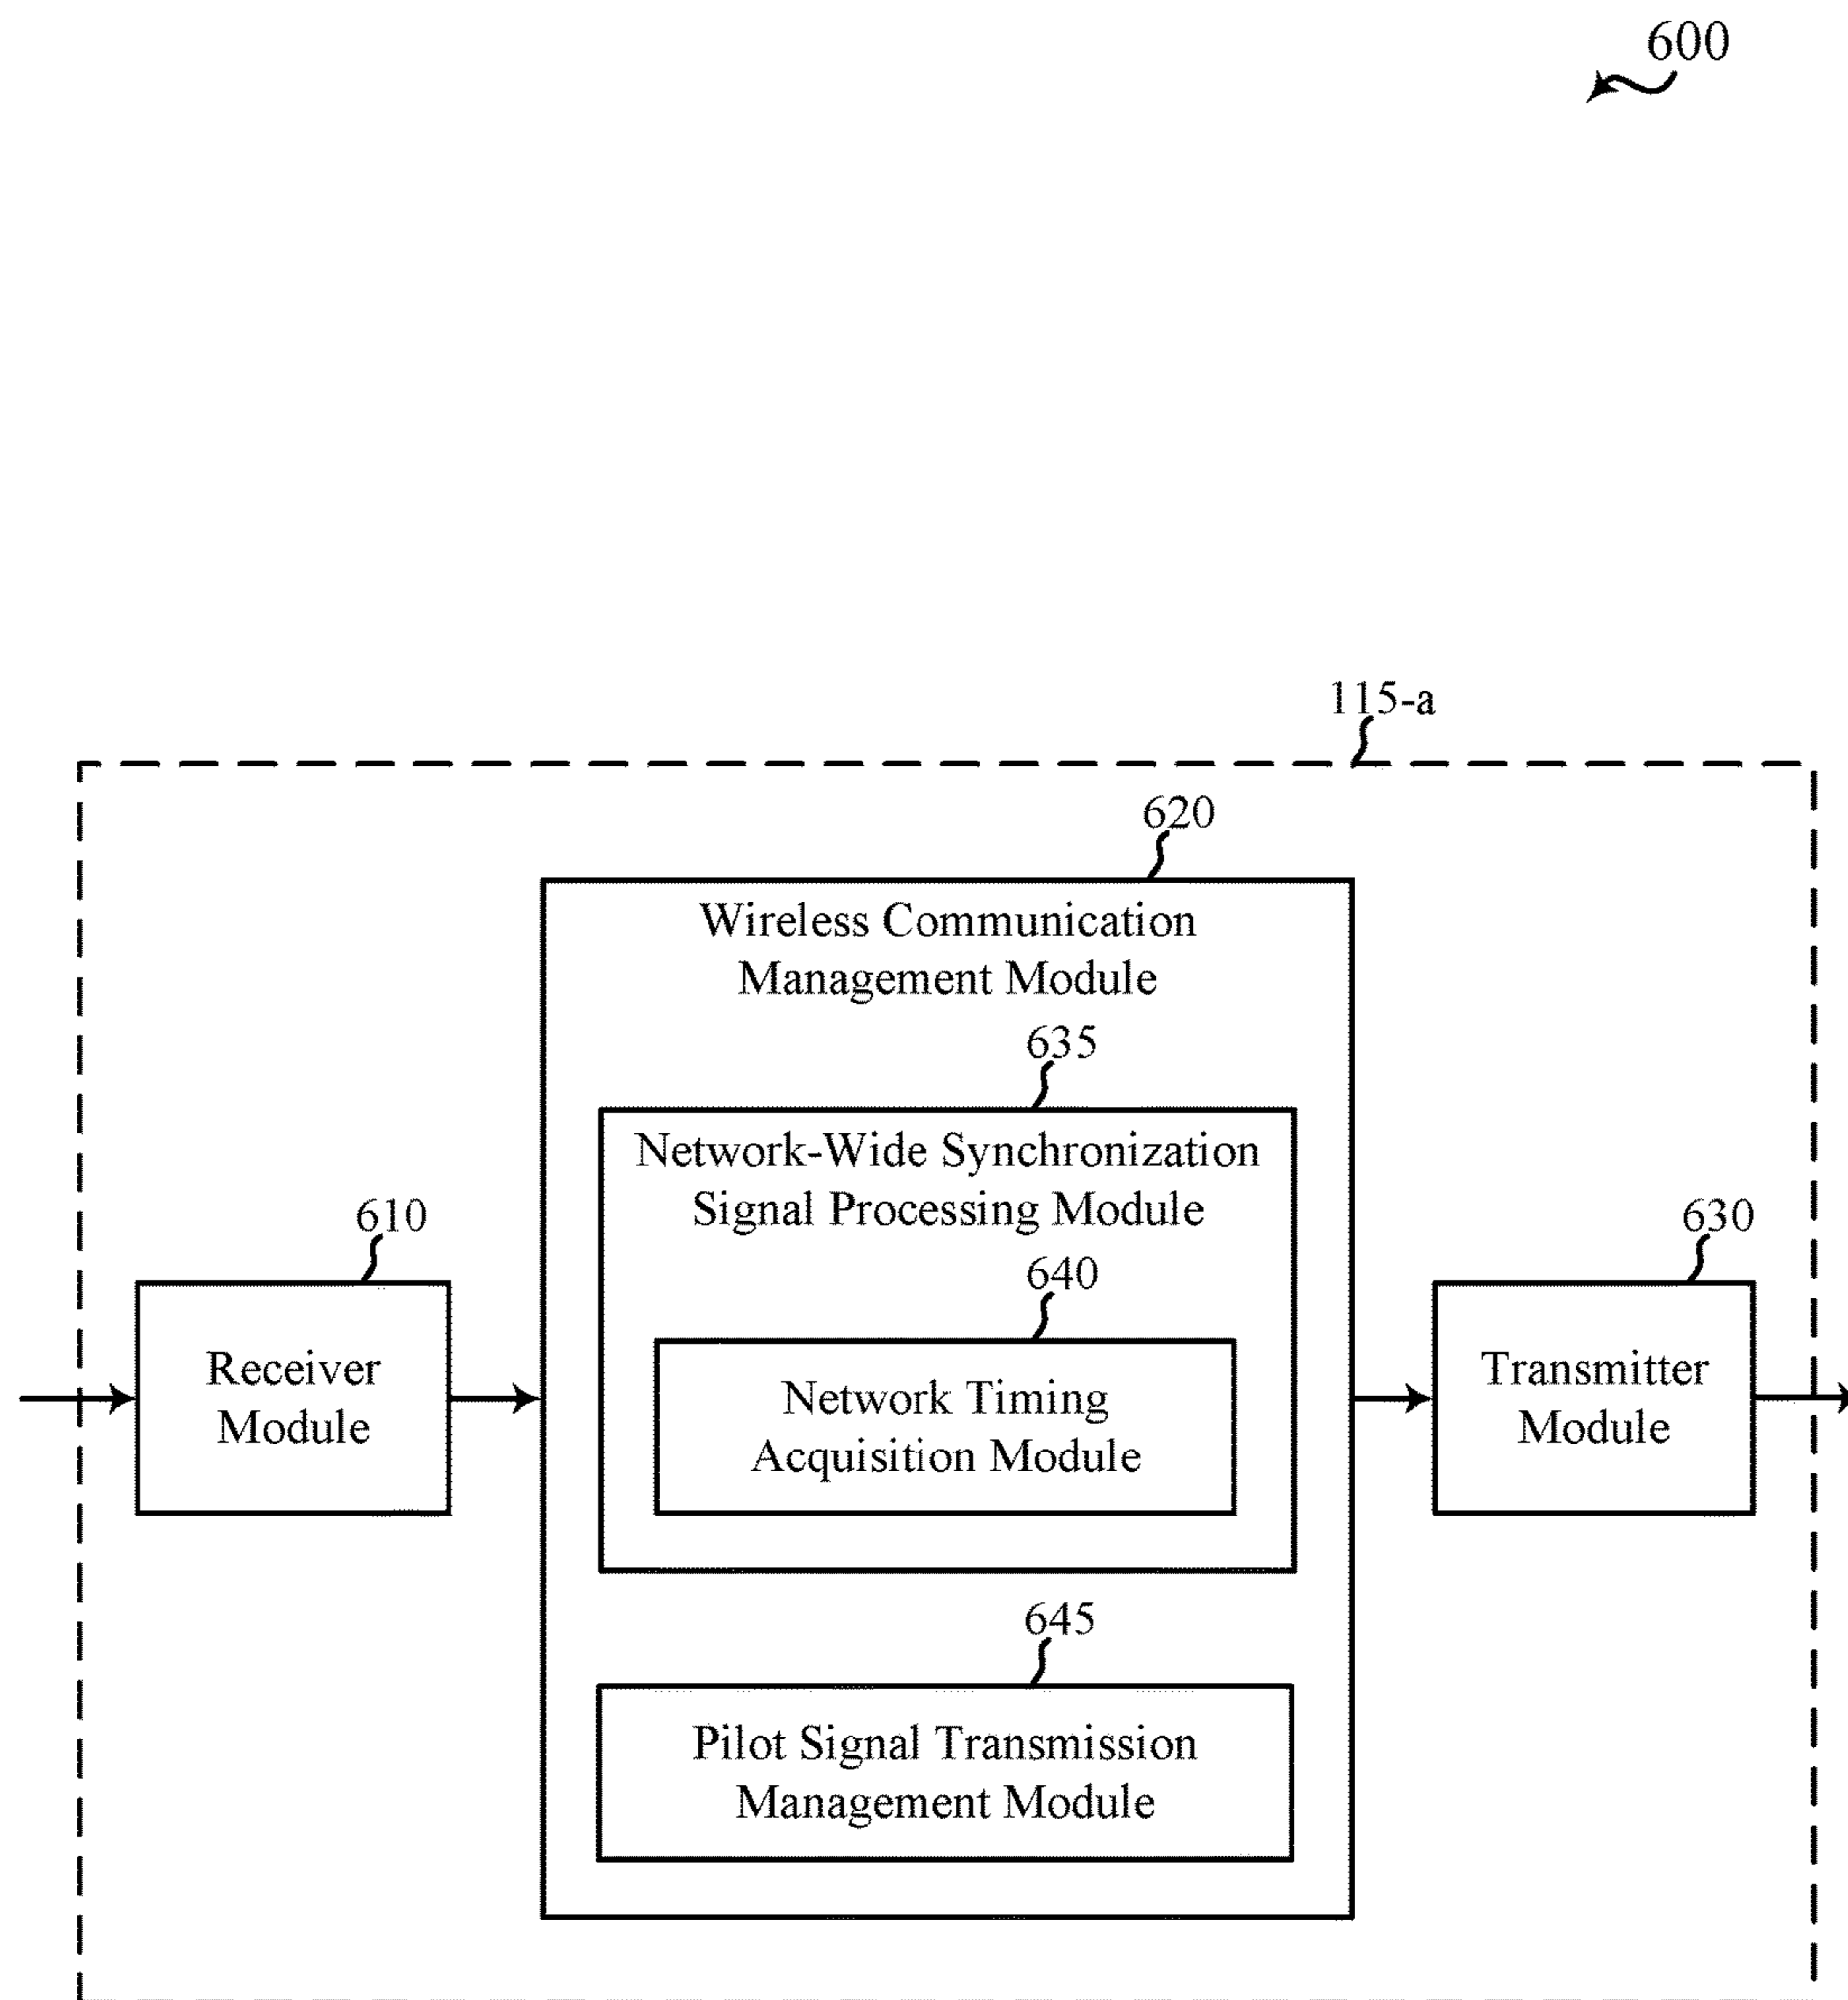 600
115-a
620
Wireless Communication
Management Module
635
Network-Wide Synchronization
Signal Processing Module
610
630
640
Receiver
Module
Network Timing
Acquisition Module
Transmitter
Module
645
Pilot Signal Transmission
Management Module